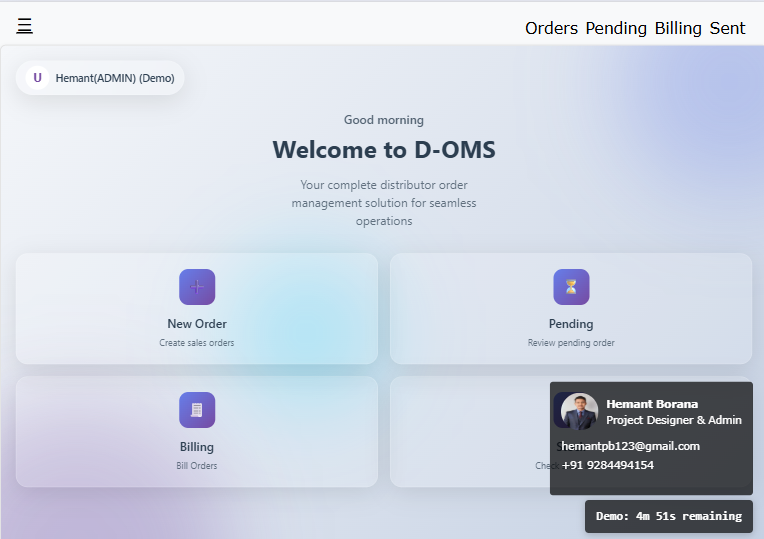 Orders Pending Billing Sent
U Hemant(ADMIN) (Demo)
Good morning
Welcome to D-OMS
Your complete distributor order
management solution for seamless
operations
New Order
Create sales orders
Pending
Review pending order
Billing
Bill Orders
Check
Hemant Borana
Project Designer & Admin
hemantpb123@gmail.com
+91 9284494154
Demo: 4m 51s remaining